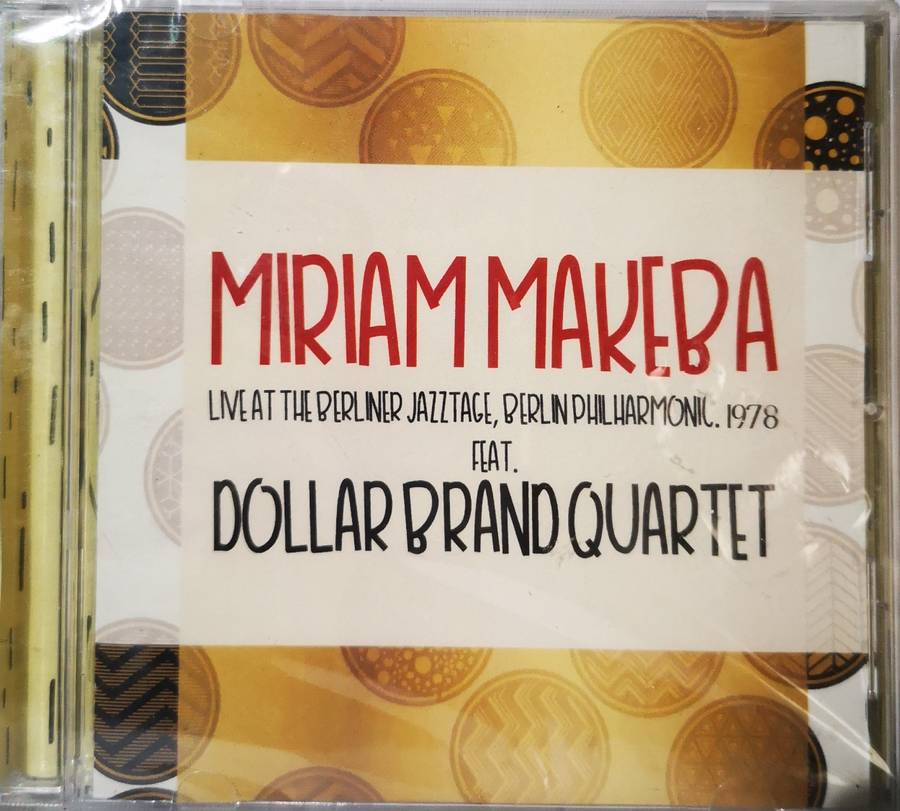 MIRIAM MAKEBA
LIVE AT THE BERLINER JAZZTAGE, BERLIN PHILHARMONIC. 1978
FEAT.
DOLLAR BRAND QUARTET